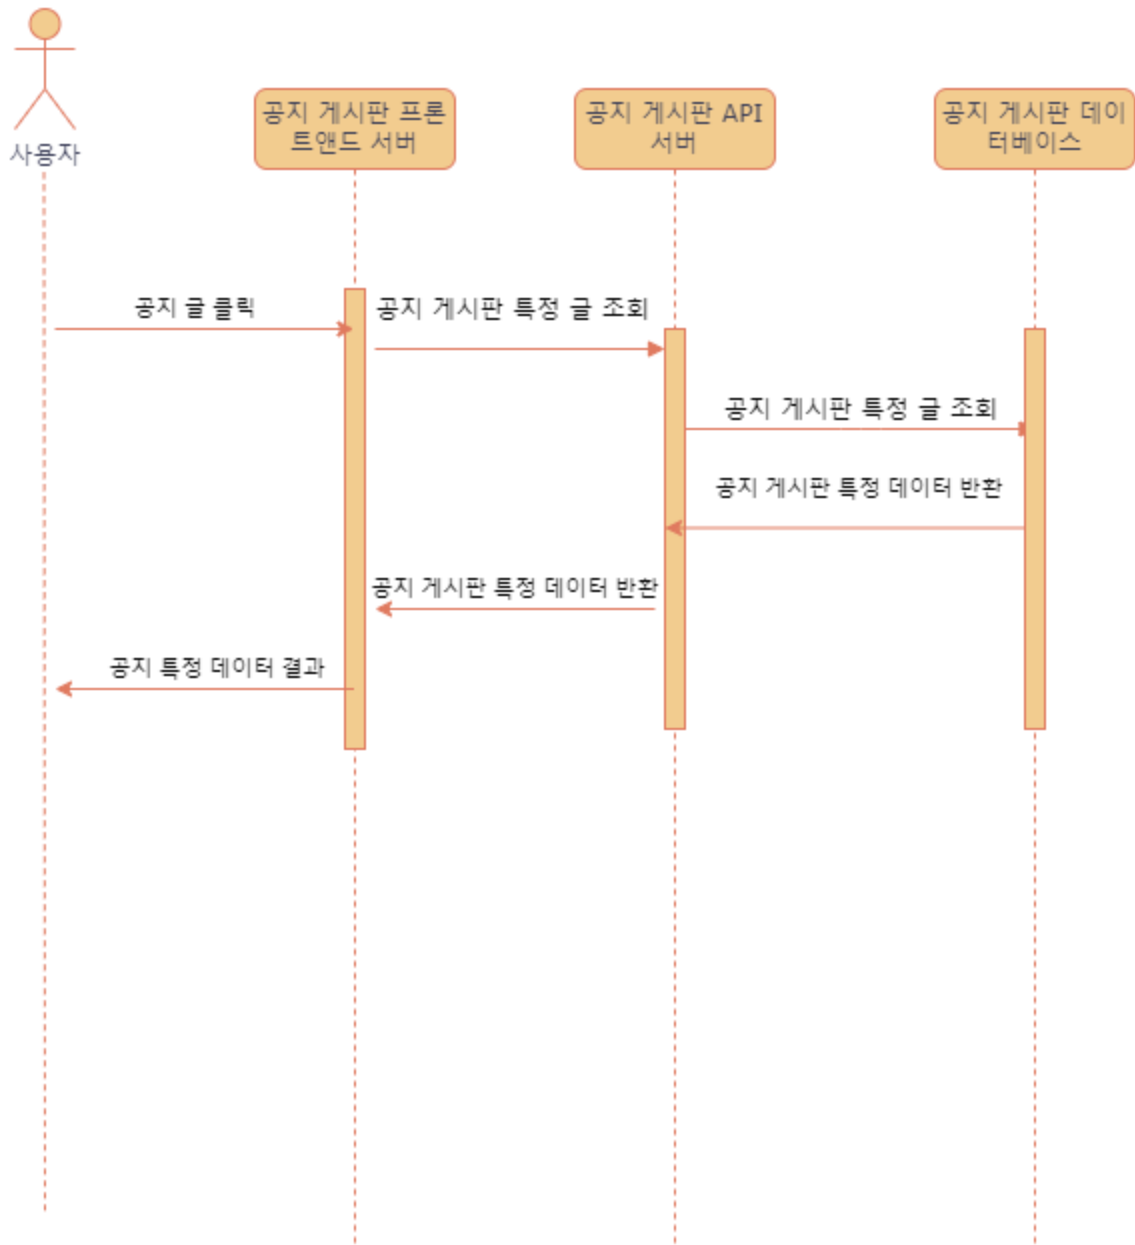 사용자
공지 게시판 프론
트앤드 서버
공지 게시판 API
서버
공지 게시판 데이
터베이스
공지 글 클릭
공지 게시판 특정 글 조회
공지 게시판 특정 글 조회
공지 게시판 특정 데이터 반환
공지 게시판 특정 데이터 반환
공지 특정 데이터 결과